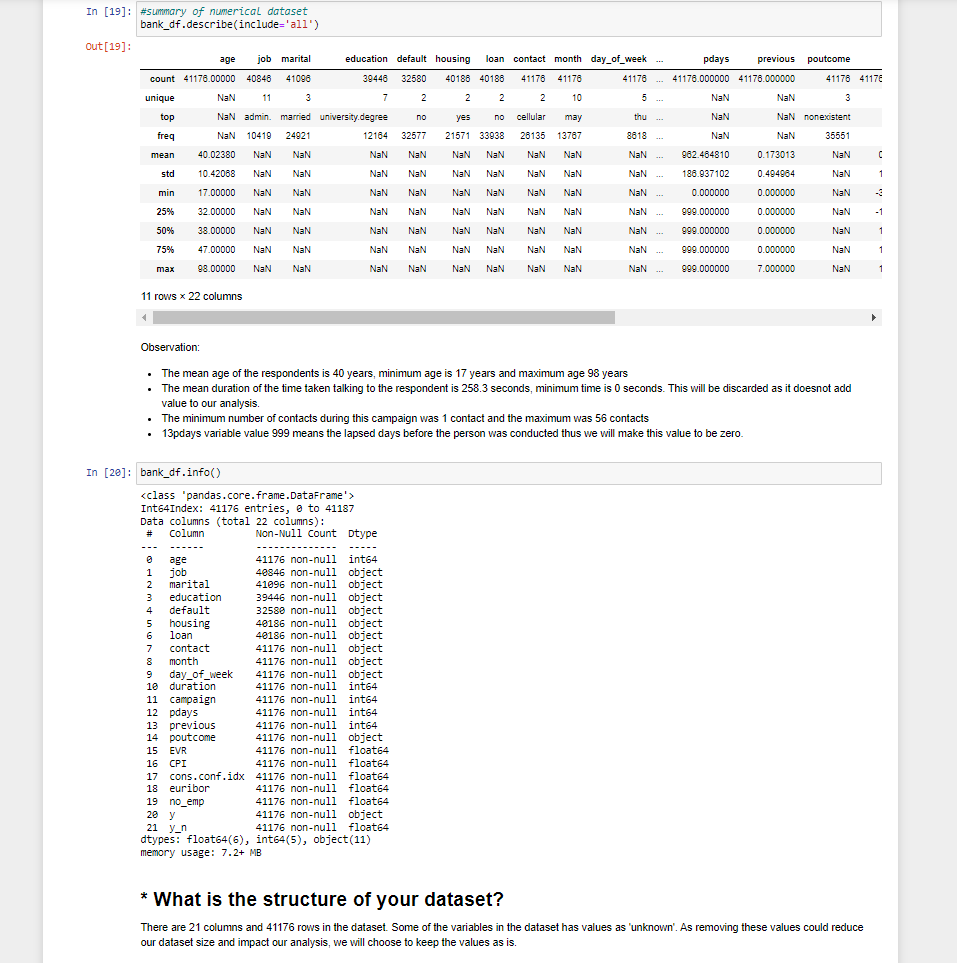 In [19]: #summary of numerical dataset
bank_df.describe(include='all')
Out[19]:
age job marital education default housing loan contact month day_of_week ... pdays previous poutcome
count 41176.00000 40846 41096 39446 32580 40186 40186 41176 41176 41176 ... 41176.000000 41176.000000 41176 41176
unique NaN 11 3 7 2 2 2 2 10 5 ... NaN NaN 3
top NaN admin. married university.degree no yes no cellular may thu ... NaN NaN nonexistent
freq NaN 10419 24921 12164 32577 21571 33938 26135 13767 8618 ... NaN NaN 35551
mean 40.02380 NaN NaN NaN NaN NaN NaN NaN NaN NaN ... 962.464810 0.173013 NaN 0
std 10.42068 NaN NaN NaN NaN NaN NaN NaN NaN NaN ... 186.937102 0.494964 NaN 1
min 17.00000 NaN NaN NaN NaN NaN NaN NaN NaN NaN ... 0.000000 0.000000 NaN -3
25% 32.00000 NaN NaN NaN NaN NaN NaN NaN NaN NaN ... 999.000000 0.000000 NaN -1
50% 38.00000 NaN NaN NaN NaN NaN NaN NaN NaN NaN ... 999.000000 0.000000 NaN 1
75% 47.00000 NaN NaN NaN NaN NaN NaN NaN NaN NaN ... 999.000000 0.000000 NaN 1
max 98.00000 NaN NaN NaN NaN NaN NaN NaN NaN NaN ... 999.000000 7.000000 NaN 1
11 rows × 22 columns
Observation:
• The mean age of the respondents is 40 years, minimum age is 17 years and maximum age 98 years
• The mean duration of the time taken talking to the respondent is 258.3 seconds, minimum time is 0 seconds. This will be discarded as it doesnot add
value to our analysis.
• The minimum number of contacts during this campaign was 1 contact and the maximum was 56 contacts
• 13pdays variable value 999 means the lapsed days before the person was conducted thus we will make this value to be zero.
In [20]: bank_df.info()
<class 'pandas.core.frame.DataFrame'>
Int64Index: 41176 entries, 0 to 41187
Data columns (total 22 columns):
# Column Non-Null Count Dtype
--- ------ -------------- -----
0 age 41176 non-null int64
1 job 40846 non-null object
2 marital 41096 non-null object
3 education 39446 non-null object
4 default 32580 non-null object
5 housing 40186 non-null object
6 loan 40186 non-null object
7 contact 41176 non-null object
8 month 41176 non-null object
9 day_of_week 41176 non-null object
10 duration 41176 non-null int64
11 campaign 41176 non-null int64
12 pdays 41176 non-null int64
13 previous 41176 non-null int64
14 poutcome 41176 non-null object
15 EVR 41176 non-null float64
16 CPI 41176 non-null float64
17 cons.conf.idx 41176 non-null float64
18 euribor 41176 non-null float64
19 no_emp 41176 non-null float64
20 y 41176 non-null object
21 y_n 41176 non-null float64
dtypes: float64(6), int64(5), object(11)
memory usage: 7.2+ MB
* What is the structure of your dataset?
There are 21 columns and 41176 rows in the dataset. Some of the variables in the dataset has values as 'unknown'. As removing these values could reduce
our dataset size and impact our analysis, we will choose to keep the values as is.